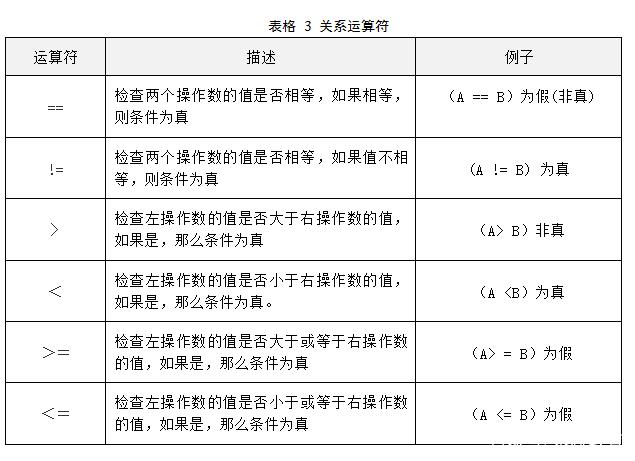 表格 3 关系运算符
运算符 描述 例子
== 检查两个操作数的值是否相等，如果相等，则条件为真 （A == B）为假(非真)
!= 检查两个操作数的值是否相等，如果值不相等，则条件为真 （A != B）为真
> 检查左操作数的值是否大于右操作数的值，如果是，那么条件为真 （A> B）非真
< 检查左操作数的值是否小于右操作数的值，如果是，那么条件为真。 （A <B）为真
>= 检查左操作数的值是否大于或等于右操作数的值，如果是，那么条件为真 （A> = B）为假
<= 检查左操作数的值是否小于或等于右操作数的值，如果是，那么条件为真 （A <= B）为假